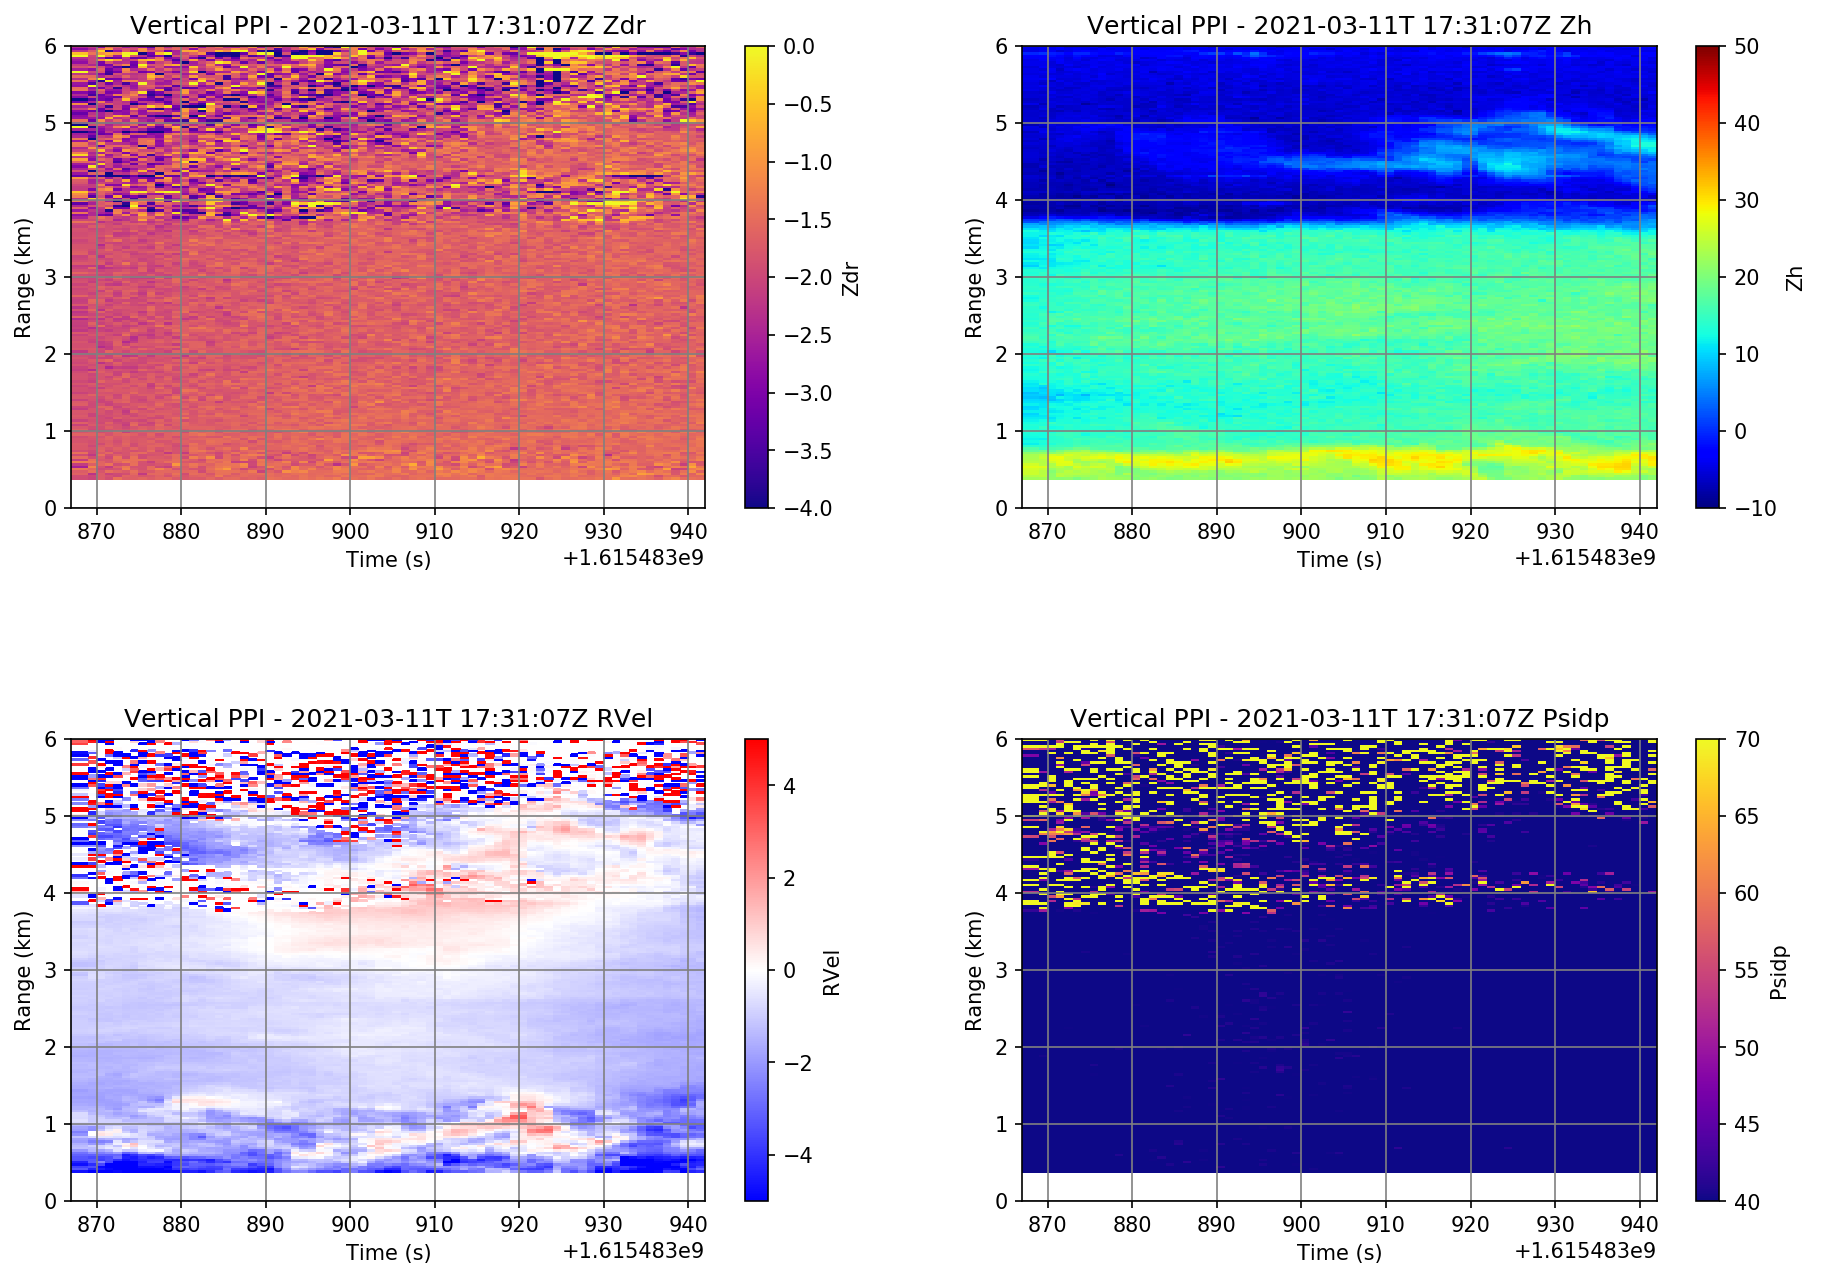 Vertical PPI - 2021-03-11T 17:31:07Z Zdr
6
5
4
3
2
1
0
Range (km)
870 880 890 900 910 920 930 940
Time (s)
+1.615483e9
0.0
−0.5
−1.0
−1.5
−2.0
−2.5
−3.0
−3.5
−4.0
Zdr
Vertical PPI - 2021-03-11T 17:31:07Z Zh
6
5
4
3
2
1
0
Range (km)
870 880 890 900 910 920 930 940
Time (s)
+1.615483e9
50
40
30
20
10
0
−10
Zh
Vertical PPI - 2021-03-11T 17:31:07Z RVel
6
5
4
3
2
1
0
Range (km)
870 880 890 900 910 920 930 940
Time (s)
+1.615483e9
4
2
0
−2
−4
RVel
Vertical PPI - 2021-03-11T 17:31:07Z Psidp
6
5
4
3
2
1
0
Range (km)
870 880 890 900 910 920 930 940
Time (s)
+1.615483e9
70
65
60
55
50
45
40
Psidp